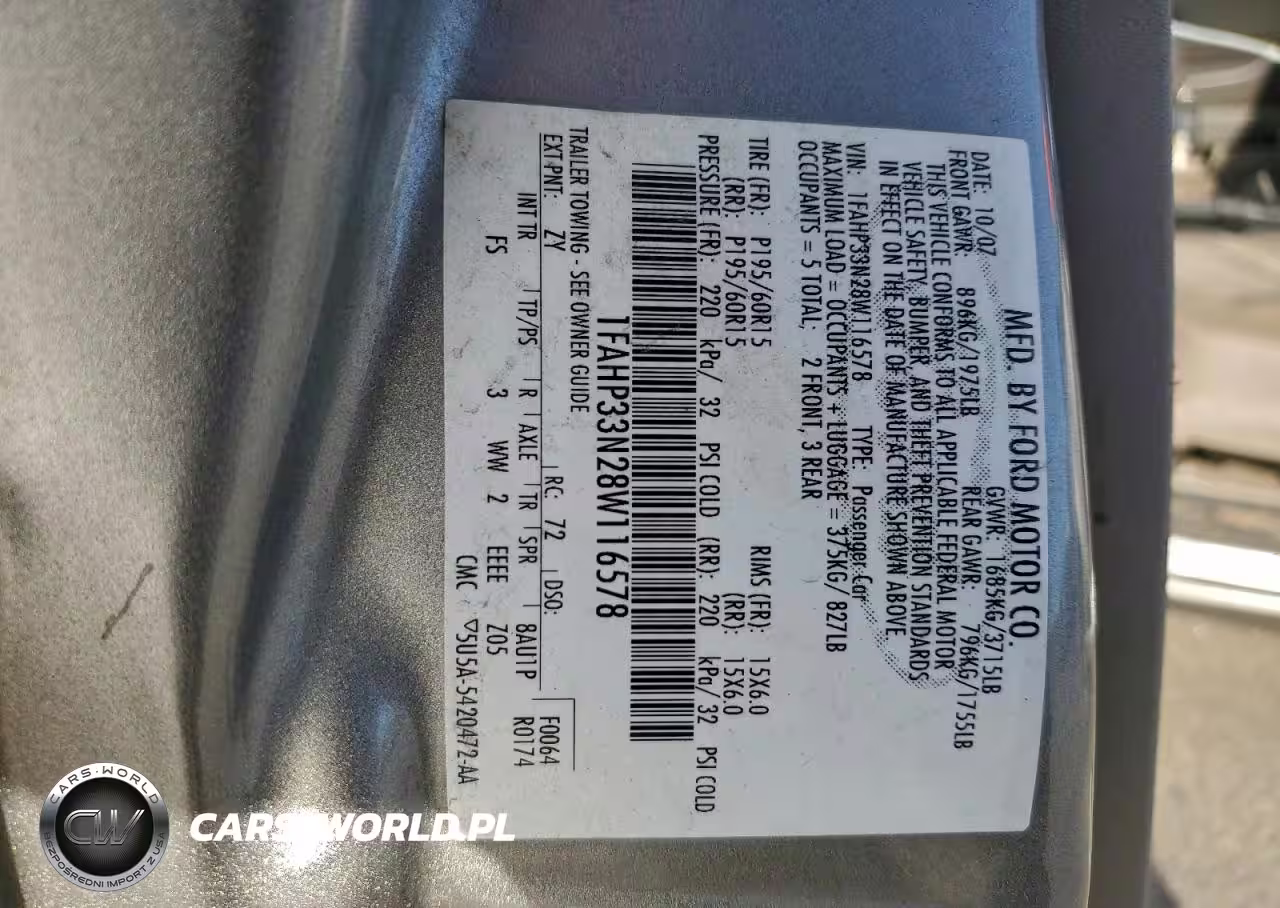 MFD. BY FORD MOTOR CO.
DATE: 10/07 GVWR: 1685KG/3715LB
FRONT GAWR: 896KG/1975LB REAR GAWR: 796KG/1755LB
THIS VEHICLE CONFORMS TO ALL APPLICABLE FEDERAL MOTOR
VEHICLE SAFETY, BUMPER, AND THEFT PREVENTION STANDARDS
IN EFFECT ON THE DATE OF MANUFACTURE SHOWN ABOVE.
VIN: 1FAHP33N28W116578 TYPE: Passenger Car
MAXIMUM LOAD = OCCUPANTS + LUGGAGE = 375KG/ 827LB
OCCUPANTS = 5 TOTAL; 2 FRONT, 3 REAR
TIRE (FR): P195/60R15 RIMS (FR): 15X6.0
(RR): P195/60R15 (RR): 15X6.0
PRESSURE (FR): 220 kPa/ 32 PSI COLD (RR): 220 kPa/ 32 PSI COLD
1FAHP33N28W116578
TRAILER TOWING - SEE OWNER GUIDE
EXT PNT: ZY RC: 72 DSO: F0064
INT TR TP/PS R AXLE TR SPR 8AU1P R0174
FS 3 WW 2 EEEE Z05
CMC ▽5U5A-5420472-AA
CARS-WORLD
CW
BEZPOŚREDNI IMPORT Z USA
CARS-WORLD.PL